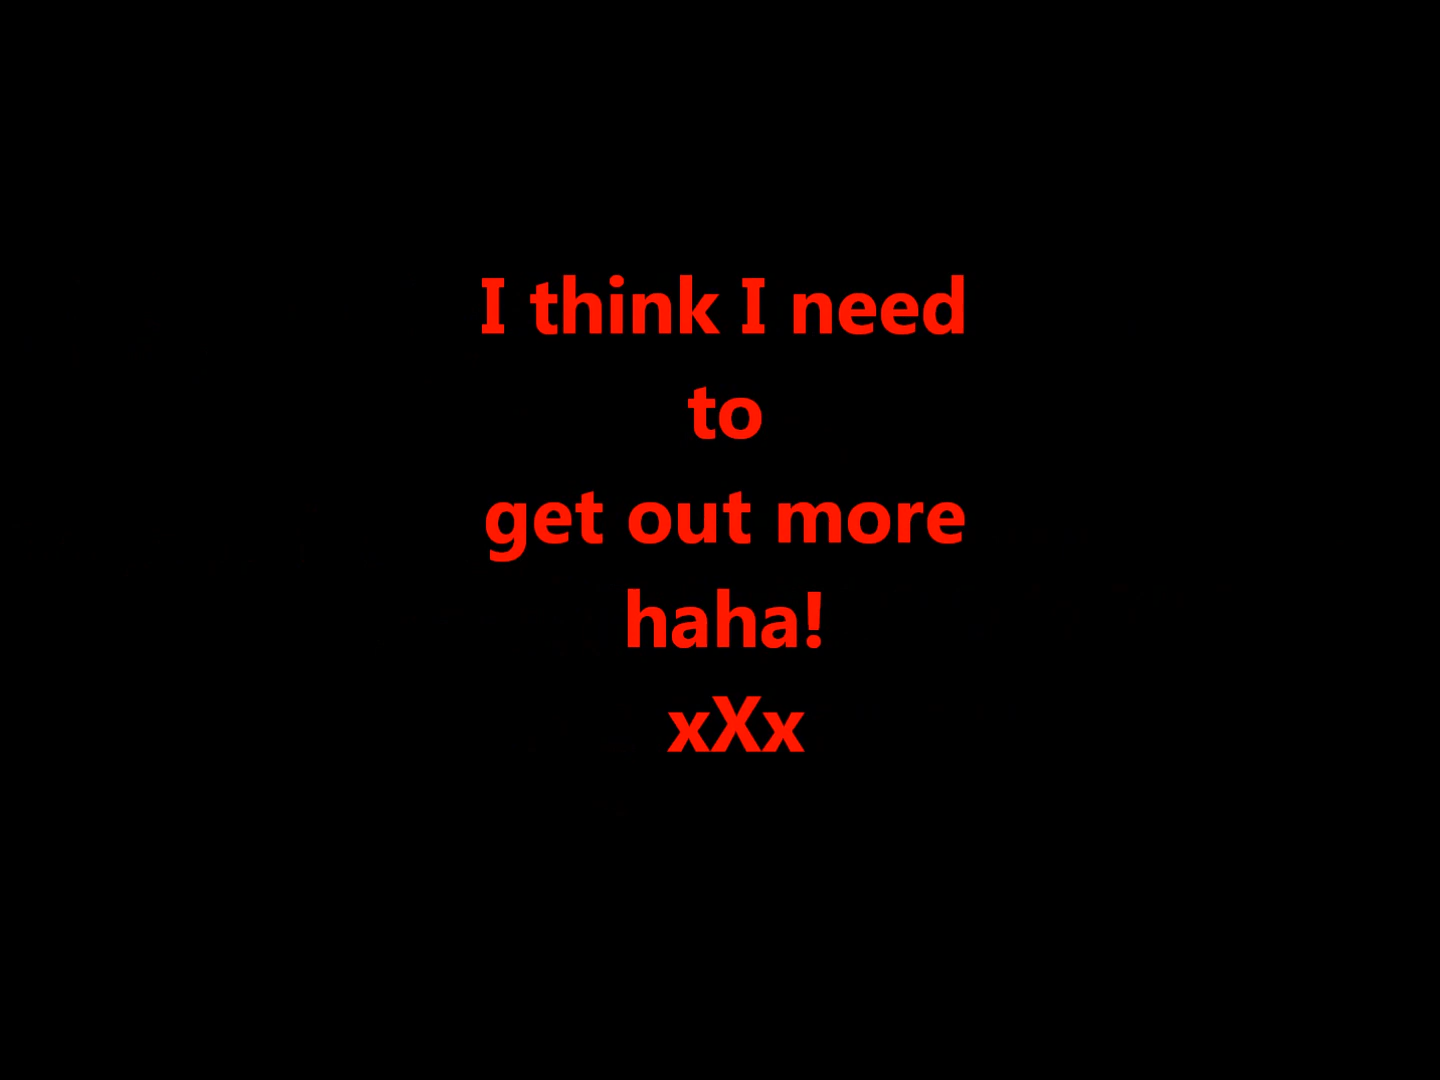 I think I need
to
get out more
haha!
xXx